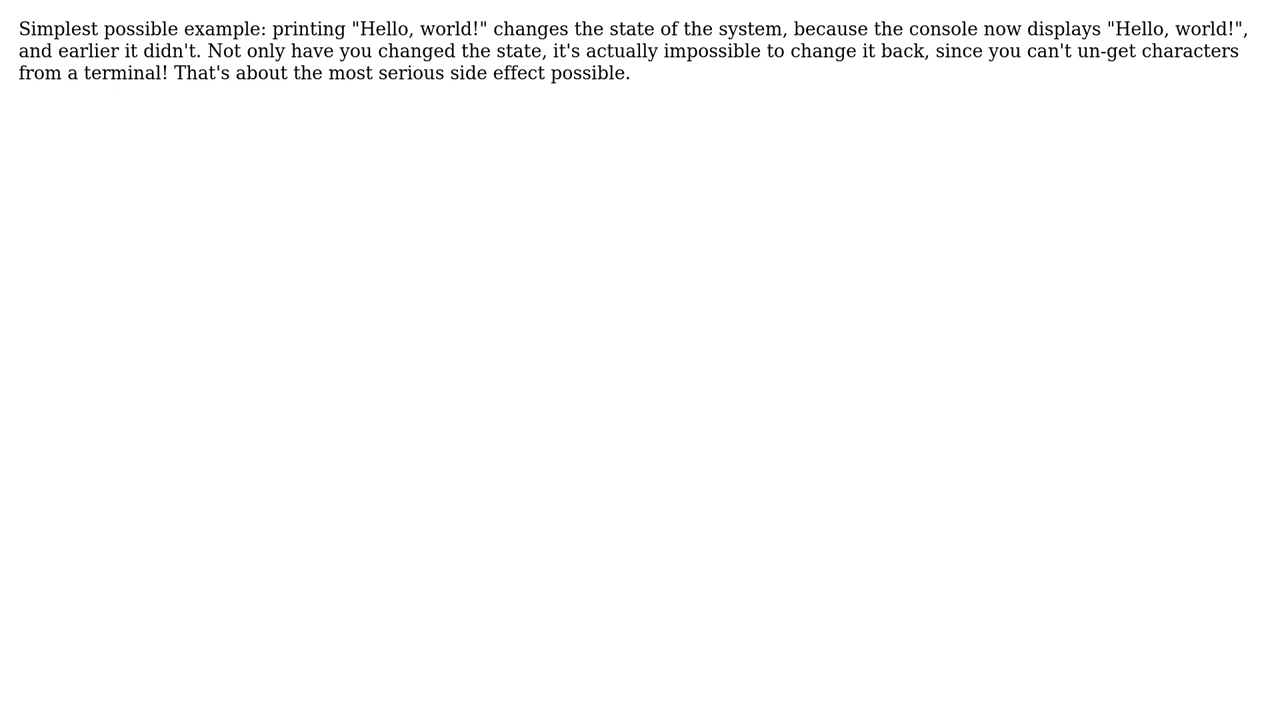 Simplest possible example: printing "Hello, world!" changes the state of the system, because the console now displays "Hello, world!",
and earlier it didn't. Not only have you changed the state, it's actually impossible to change it back, since you can't un-get characters
from a terminal! That's about the most serious side effect possible.